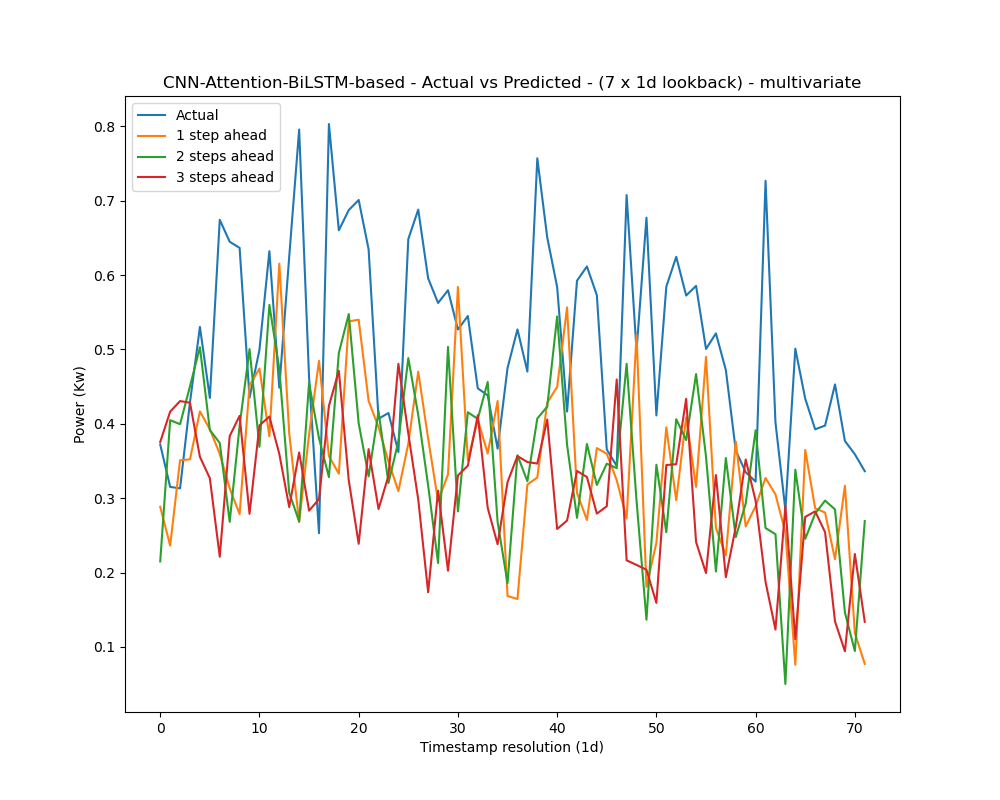 CNN-Attention-BiLSTM-based - Actual vs Predicted - (7 x 1d lookback) - multivariate
Actual
1 step ahead
2 steps ahead
3 steps ahead
0.8
0.7
0.6
0.5
0.4
0.3
0.2
0.1
Power (Kw)
0 10 20 30 40 50 60 70
Timestamp resolution (1d)